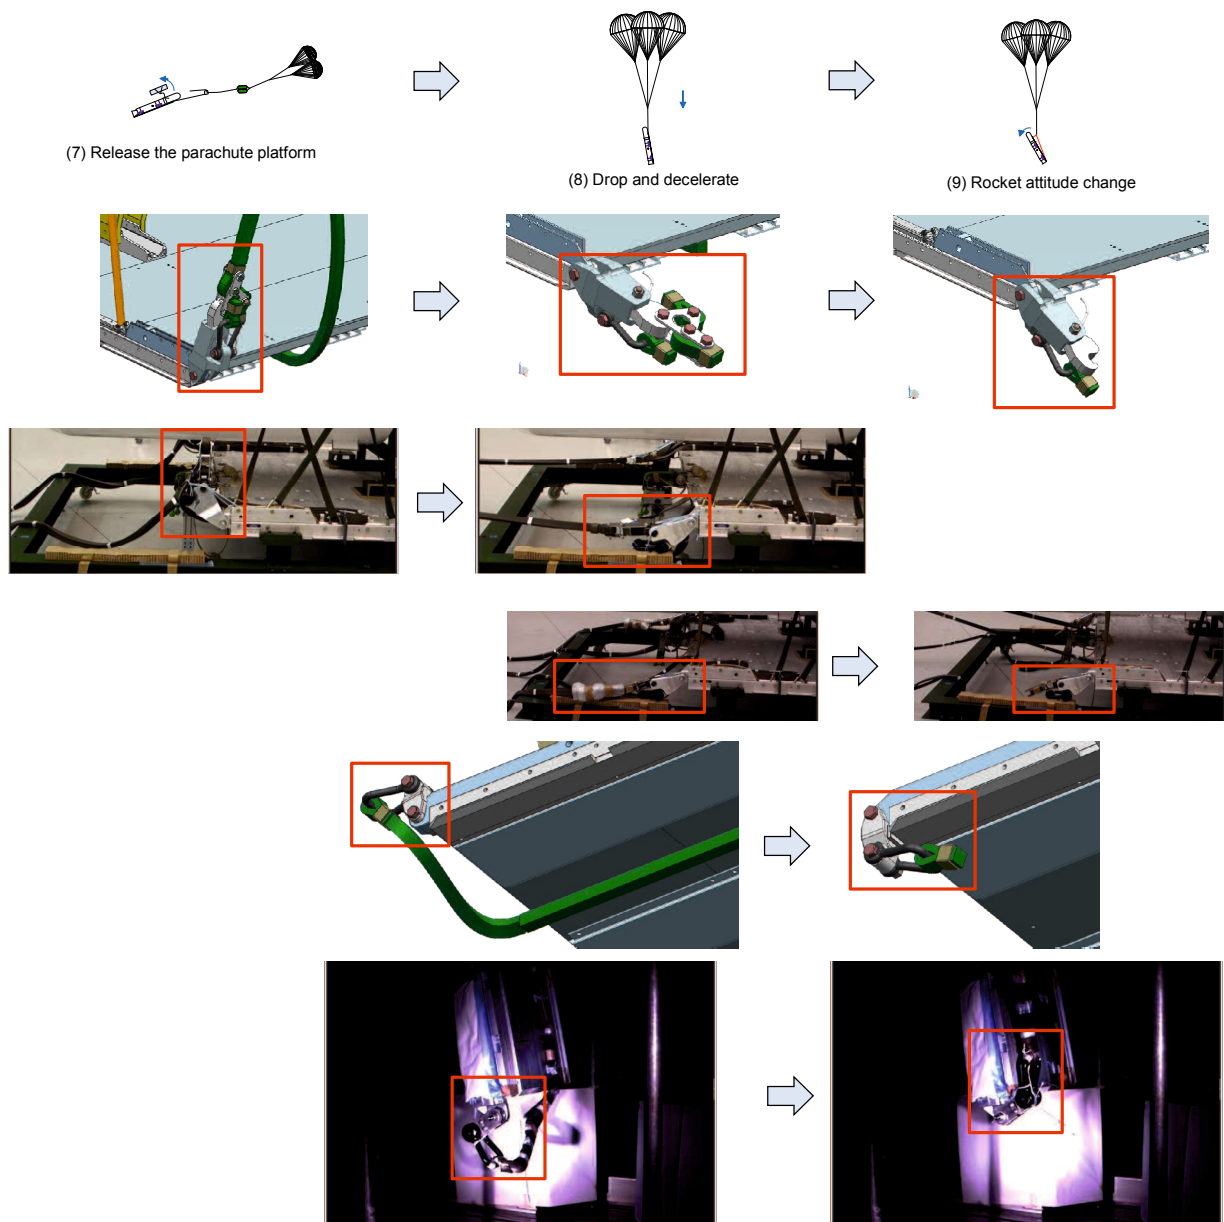 (7) Release the parachute platform
(8) Drop and decelerate
(9) Rocket attitude change